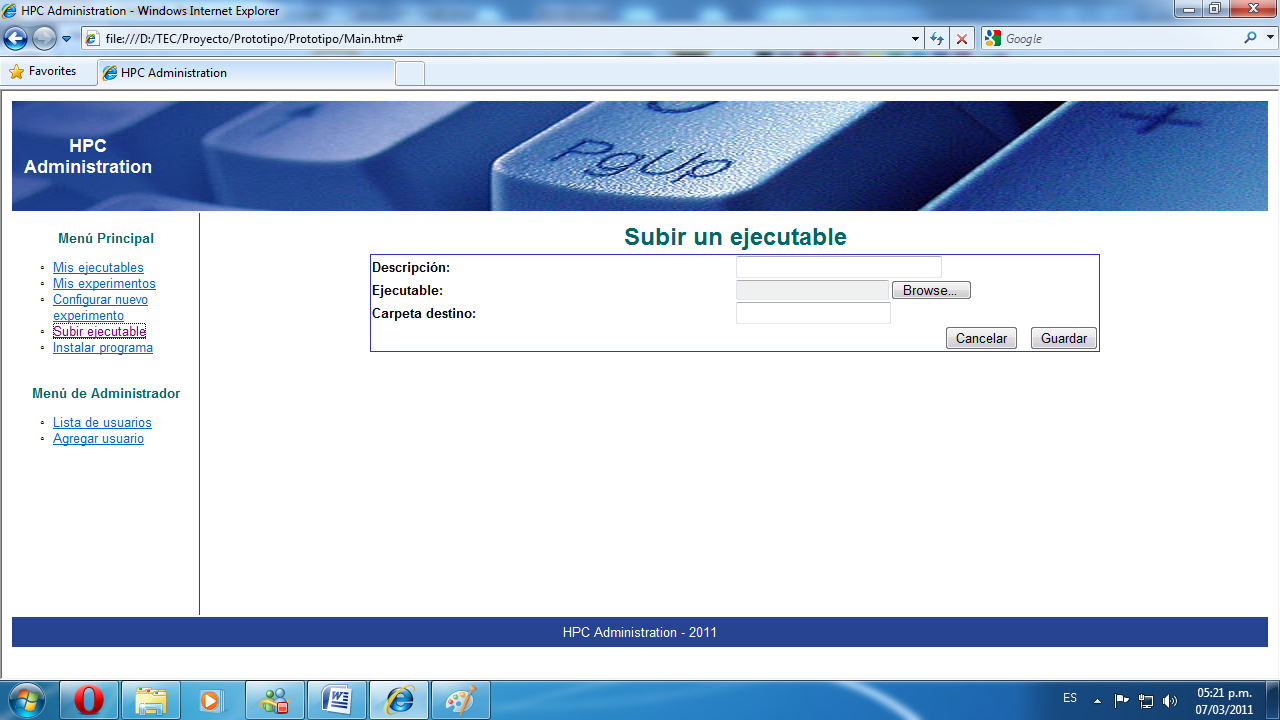 HPC Administration - Windows Internet Explorer
file:///D:/TEC/Proyecto/Prototipo/Prototipo/Main.htm#
Google
Favorites
HPC Administration
HPC
Administration
PgUp
Menú Principal
Mis ejecutables
Mis experimentos
Configurar nuevo
experimento
Subir ejecutable
Instalar programa
Menú de Administrador
Lista de usuarios
Agregar usuario
Subir un ejecutable
Descripción:
Ejecutable:
Browse...
Carpeta destino:
Cancelar
Guardar
HPC Administration - 2011
ES
05:21 p.m.
07/03/2011